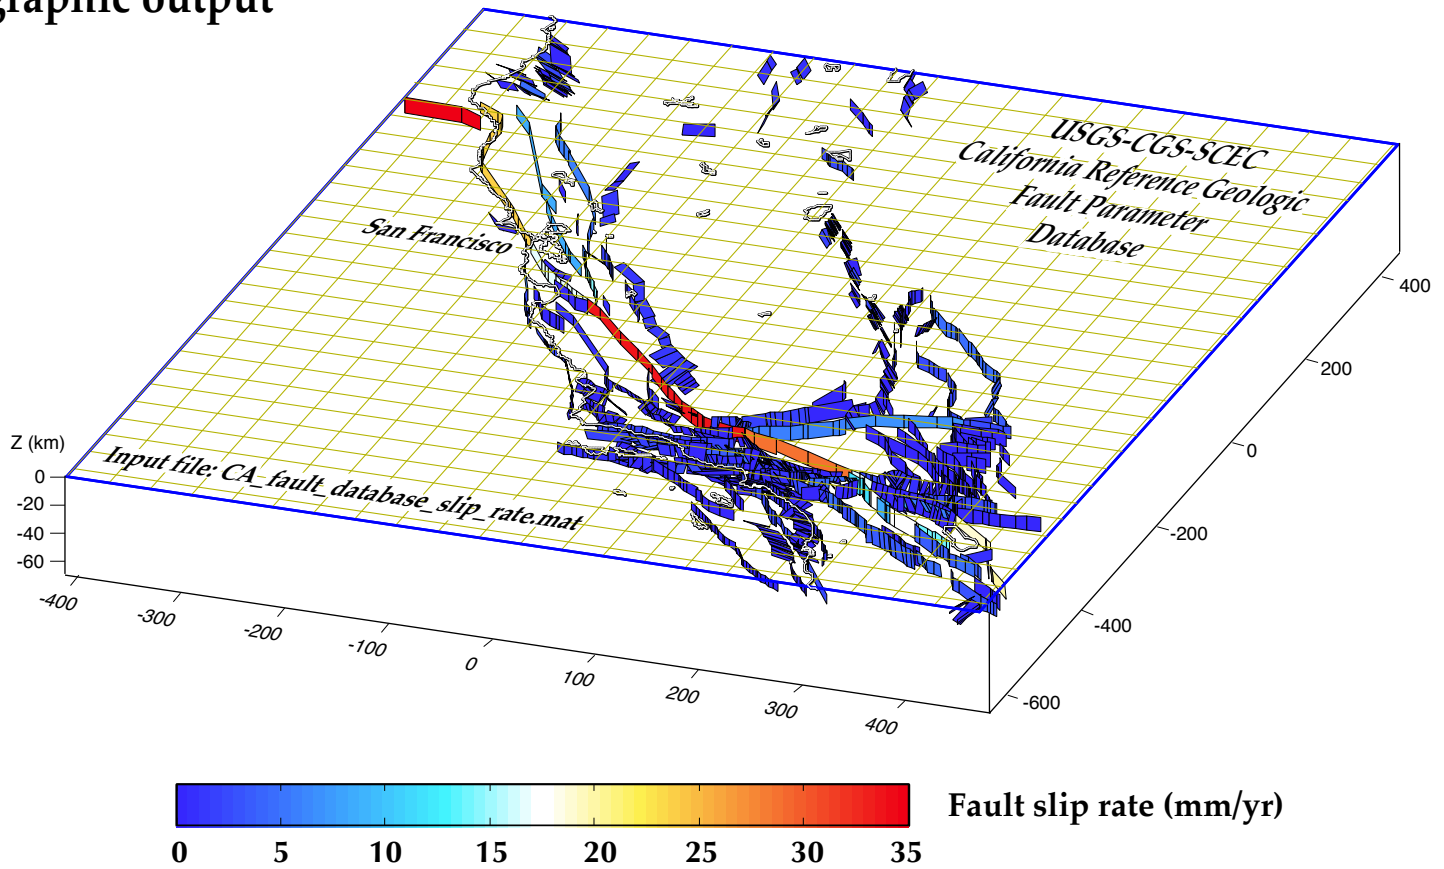 graphic output
USGS-CGS-SCEC
California Reference Geologic
Fault Parameter
Database
San Francisco
Input file: CA_fault_database_slip_rate.mat
Z (km)
0
-20
-40
-60
-400
-300
-200
-100
0
100
200
300
400
400
200
0
-200
-400
-600
Fault slip rate (mm/yr)
0 5 10 15 20 25 30 35